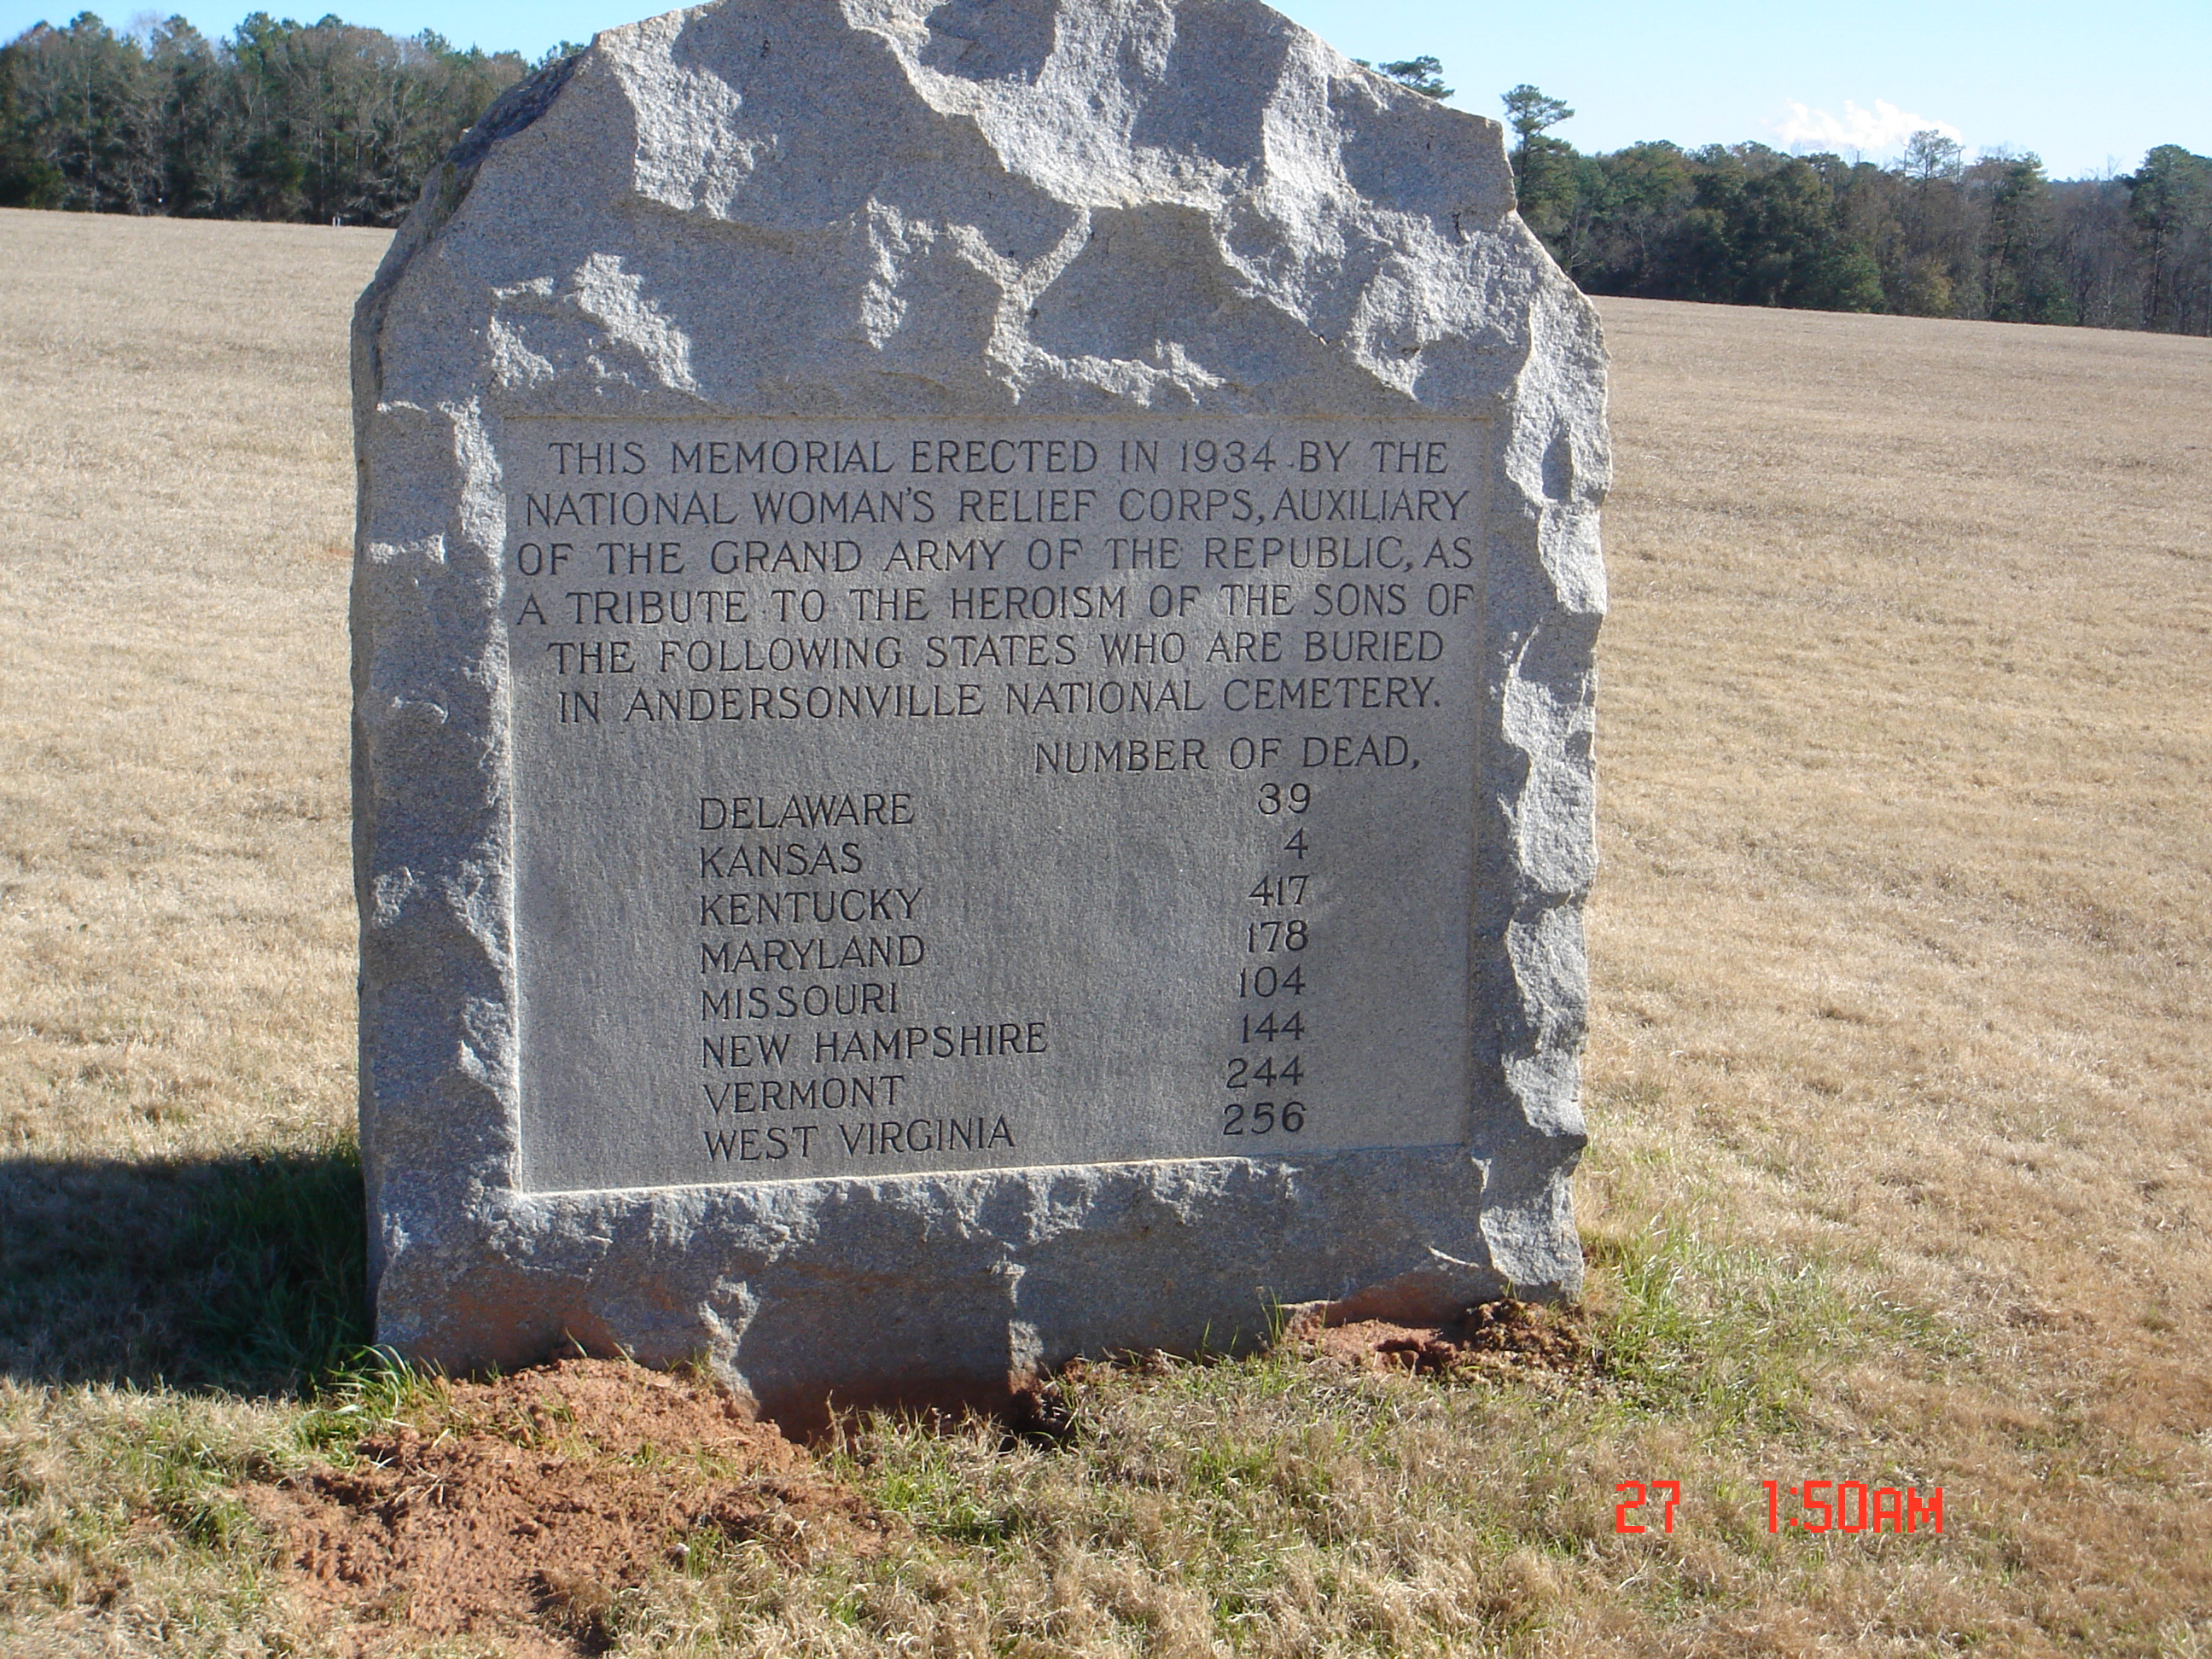 THIS MEMORIAL ERECTED IN 1934 BY THE
NATIONAL WOMAN'S RELIEF CORPS, AUXILIARY
OF THE GRAND ARMY OF THE REPUBLIC, AS
A TRIBUTE TO THE HEROISM OF THE SONS OF
THE FOLLOWING STATES WHO ARE BURIED
IN ANDERSONVILLE NATIONAL CEMETERY.
NUMBER OF DEAD,
DELAWARE 39
KANSAS 4
KENTUCKY 417
MARYLAND 178
MISSOURI 104
NEW HAMPSHIRE 144
VERMONT 244
WEST VIRGINIA 256
27 1:50AM